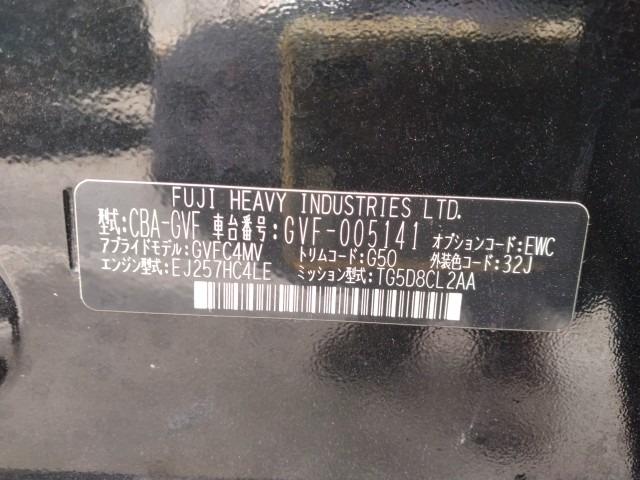 FUJI HEAVY INDUSTRIES LTD.
型式:CBA-GVF 車台番号:GVF-005141 オプションコード:EWC
アプライドモデル:GVFC4MV トリムコード:G50 外装色コード:32J
エンジン型式:EJ257HC4LE ミッション型式:TG5D8CL2AA